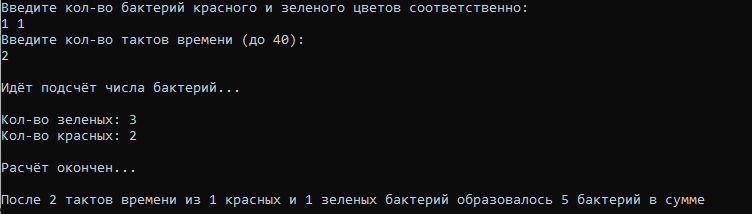 Введите кол-во бактерий красного и зеленого цветов соответственно:
1 1
Введите кол-во тактов времени (до 40):
2
Идёт подсчёт числа бактерий...
Кол-во зеленых: 3
Кол-во красных: 2
Расчёт окончен...
После 2 тактов времени из 1 красных и 1 зеленых бактерий образовалось 5 бактерий в сумме